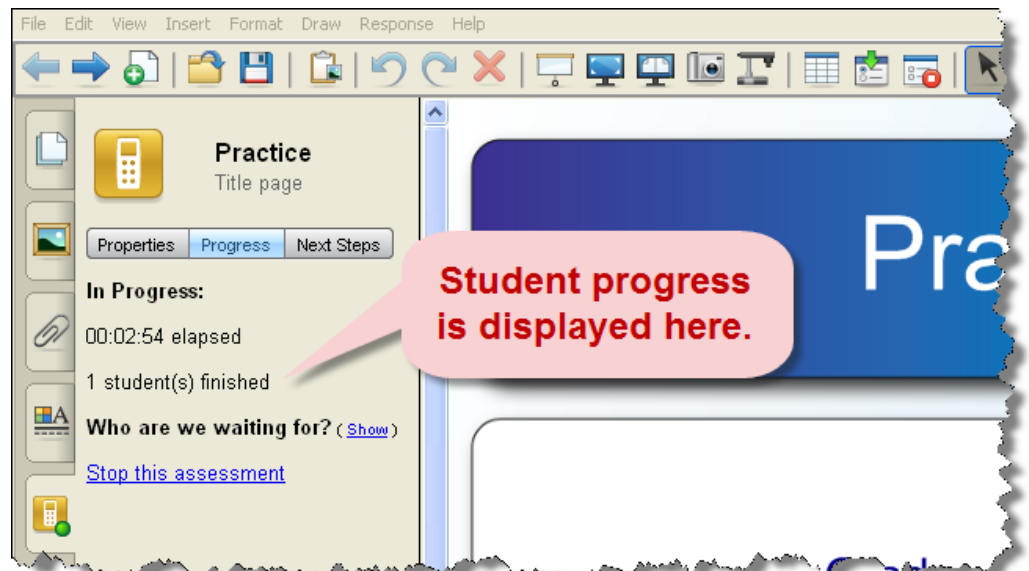 File Edit View Insert Format Draw Response Help
Practice
Title page
Properties Progress Next Steps
In Progress:
00:02:54 elapsed
1 student(s) finished
Who are we waiting for? (Show)
Stop this assessment
Student progress
is displayed here.
Pra